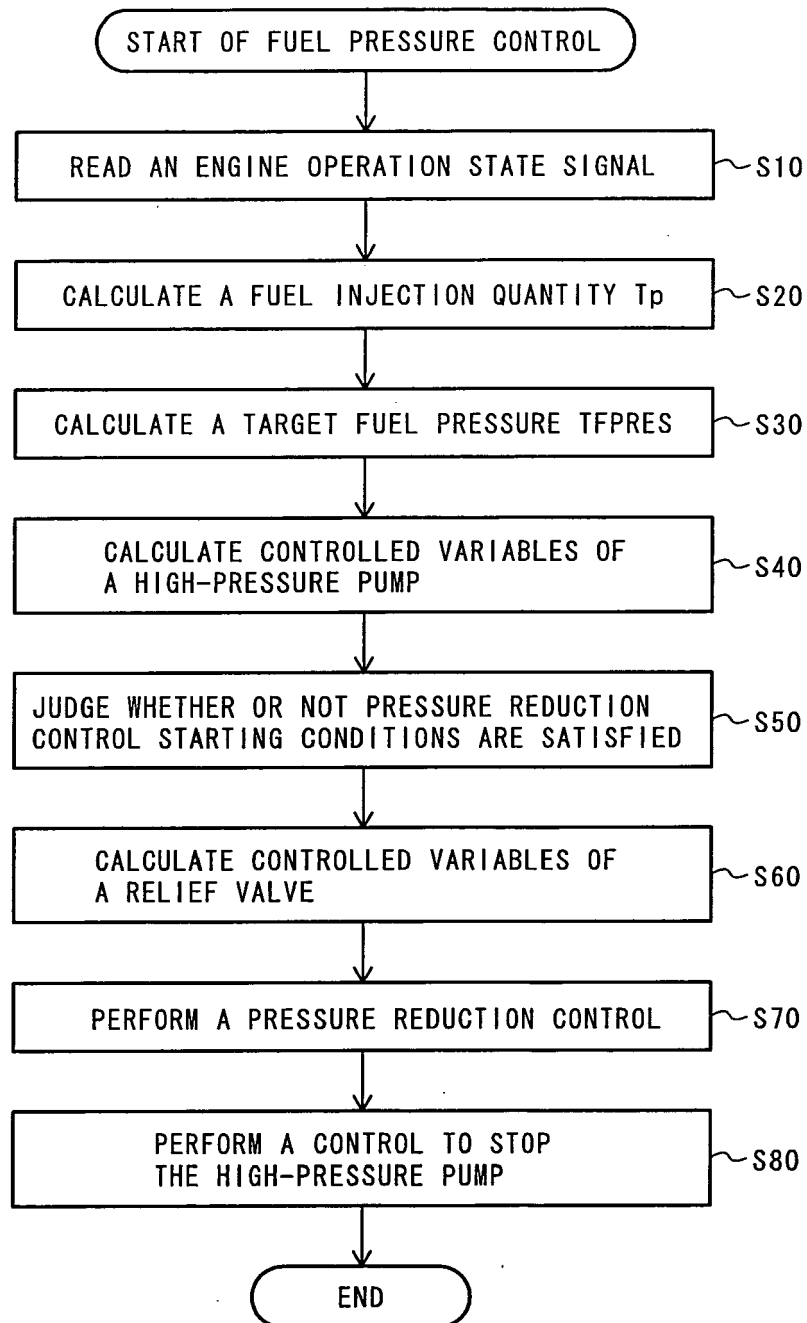 START OF FUEL PRESSURE CONTROL
READ AN ENGINE OPERATION STATE SIGNAL
S10
CALCULATE A FUEL INJECTION QUANTITY Tp
S20
CALCULATE A TARGET FUEL PRESSURE TFPRES
S30
CALCULATE CONTROLLED VARIABLES OF
A HIGH-PRESSURE PUMP
S40
JUDGE WHETHER OR NOT PRESSURE REDUCTION
CONTROL STARTING CONDITIONS ARE SATISFIED
S50
CALCULATE CONTROLLED VARIABLES OF
A RELIEF VALVE
S60
PERFORM A PRESSURE REDUCTION CONTROL
S70
PERFORM A CONTROL TO STOP
THE HIGH-PRESSURE PUMP
S80
END